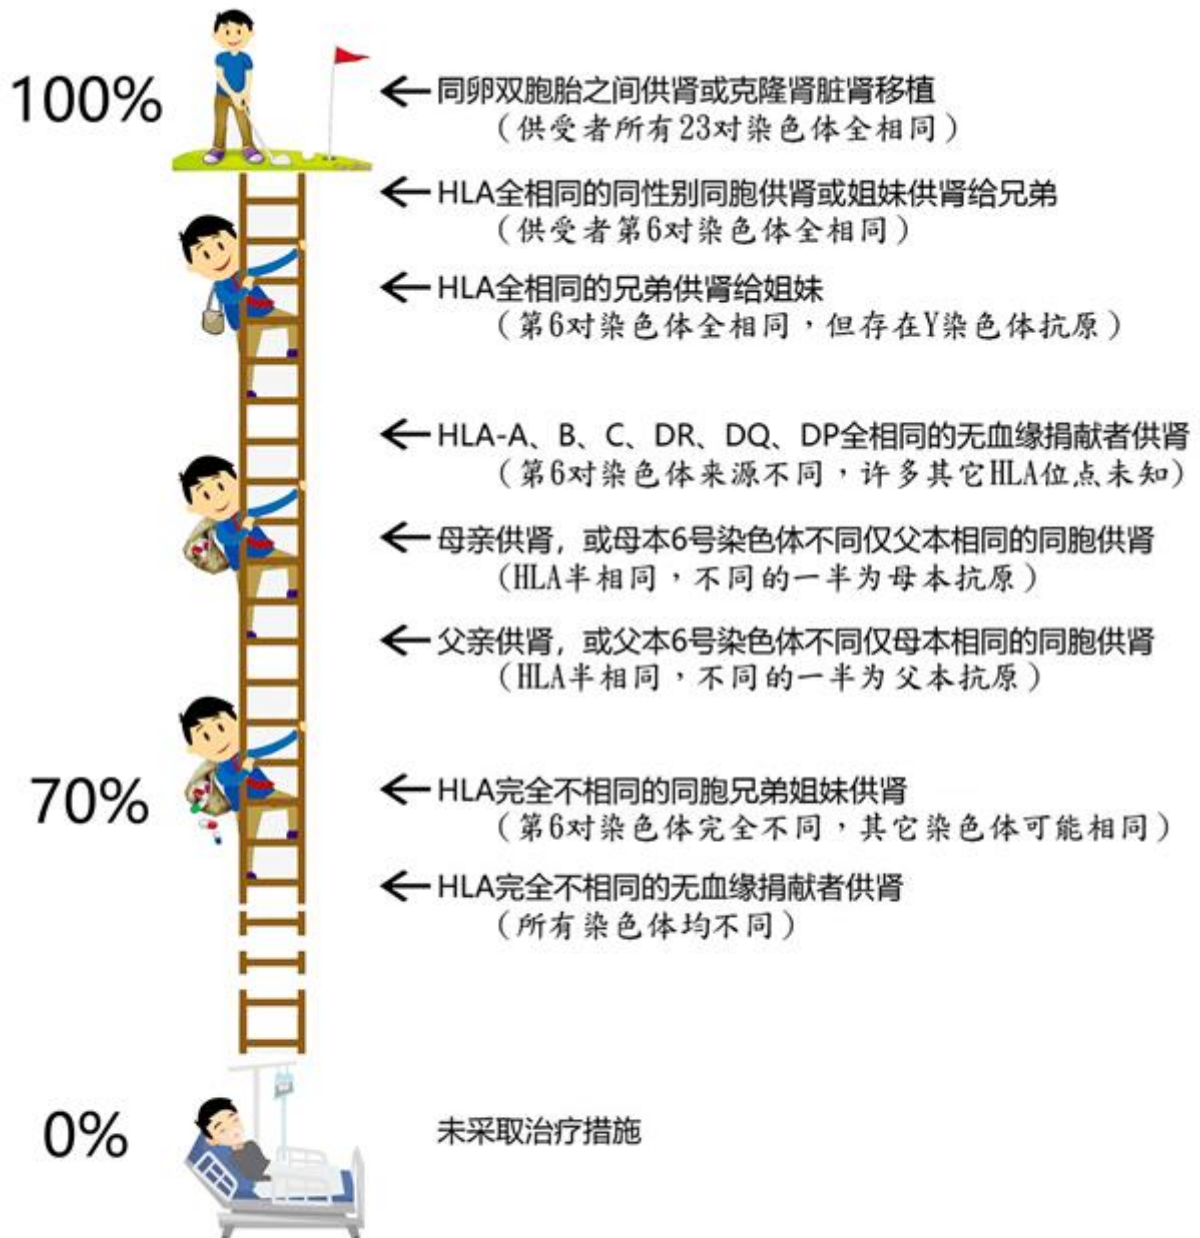 100%
同卵双胞胎之间供肾或克隆肾脏肾移植
（供受者所有23对染色体全相同）
HLA全相同的同性别同胞供肾或姐妹供肾给兄弟
（供受者第6对染色体全相同）
HLA全相同的兄弟供肾给姐妹
（第6对染色体全相同，但存在Y染色体抗原）
HLA-A、B、C、DR、DQ、DP全相同的无血缘捐献者供肾
（第6对染色体来源不同，许多其它HLA位点未知）
母亲供肾，或母本6号染色体不同仅父本相同的同胞供肾
（HLA半相同，不同的一半为母本抗原）
父亲供肾，或父本6号染色体不同仅母本相同的同胞供肾
（HLA半相同，不同的一半为父本抗原）
70%
HLA完全不相同的同胞兄弟姐妹供肾
（第6对染色体完全不同，其它染色体可能相同）
HLA完全不相同的无血缘捐献者供肾
（所有染色体均不同）
0%
未采取治疗措施